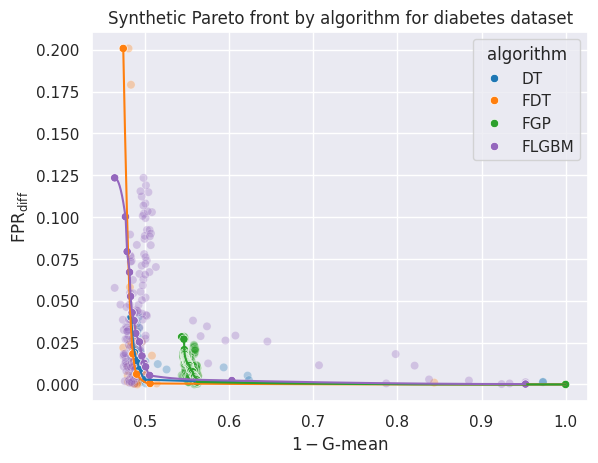 Synthetic Pareto front by algorithm for diabetes dataset
algorithm
DT
FDT
FGP
FLGBM
FPR_diff
0.200
0.175
0.150
0.125
0.100
0.075
0.050
0.025
0.000
0.5 0.6 0.7 0.8 0.9 1.0
1 − G-mean